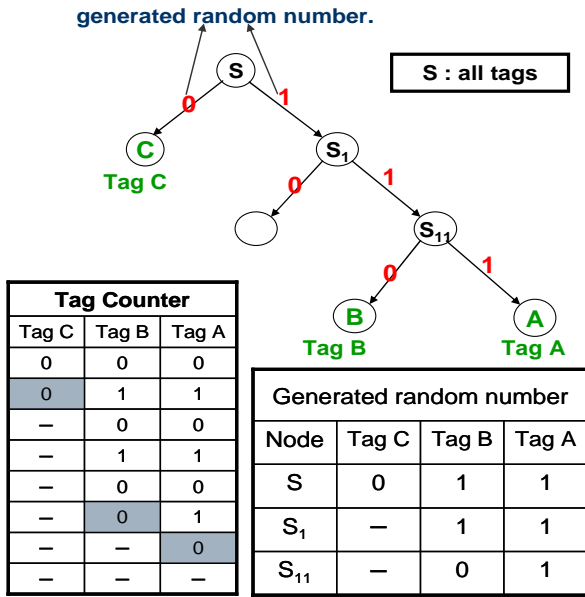 generated random number.
S
S : all tags
0
1
C
Tag C
S₁
0
1
S₁₁
0
1
B
A
Tag B
Tag A
Tag Counter
Tag C Tag B Tag A
0 0 0
0 1 1
– 0 0
– 1 1
– 0 0
– 0 1
– – 0
– – –
Generated random number
Node Tag C Tag B Tag A
S 0 1 1
S₁ – 1 1
S₁₁ – 0 1